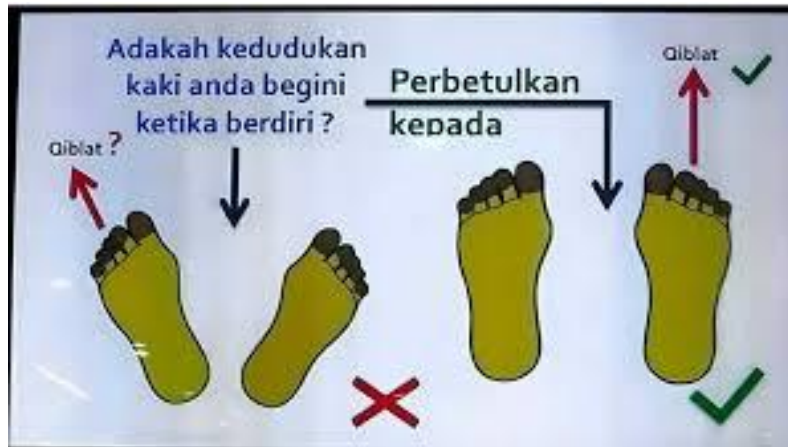 Adakah kedudukan
kaki anda begini
ketika berdiri ?
Perbetulkan
kepada
Qiblat ?
Qiblat